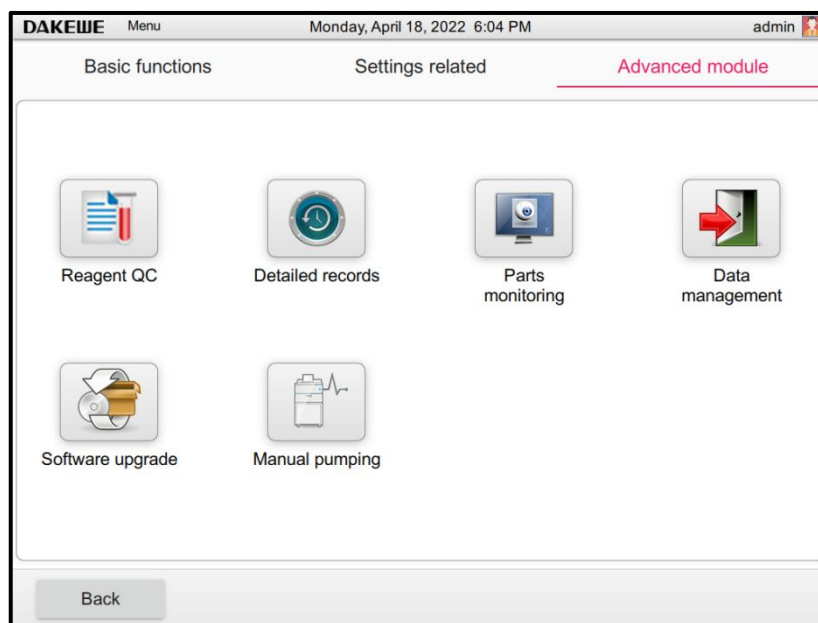 DAKEWE Menu Monday, April 18, 2022 6:04 PM admin
Basic functions Settings related Advanced module
Reagent QC Detailed records Parts monitoring Data management
Software upgrade Manual pumping
Back